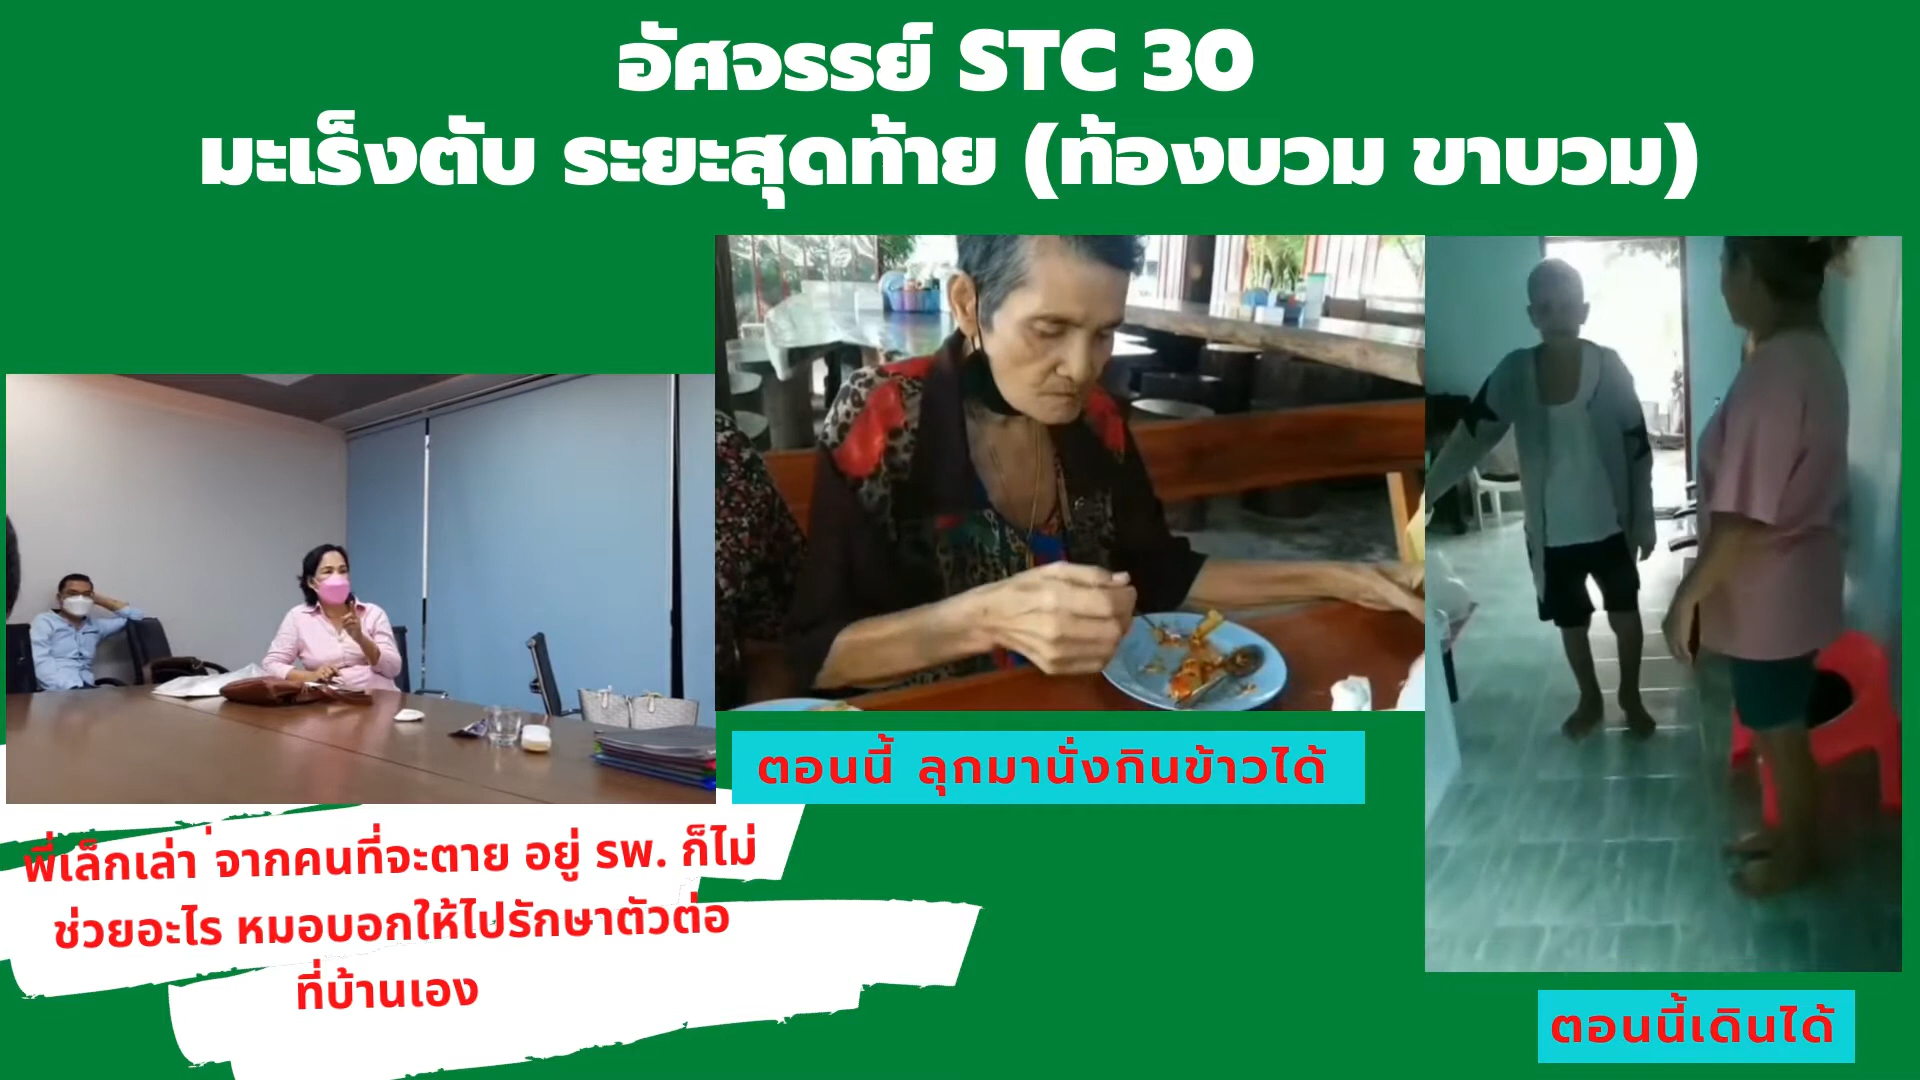 อัศจรรย์ STC 30
มะเร็งตับ ระยะสุดท้าย (ท้องบวม ขาบวม)
ตอนนี้ ลุกมานั่งกินข้าวได้
พี่เล็กเล่า จากคนที่จะตาย อยู่ รพ. ก็ไม่
ช่วยอะไร หมอบอกให้ไปรักษาตัวต่อ
ที่บ้านเอง
ตอนนี้เดินได้